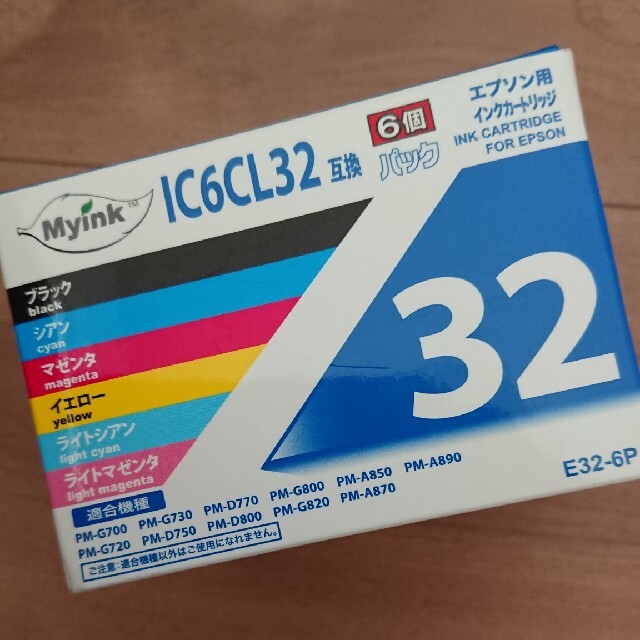 エプソン用
インクカートリッジ
INK CARTRIDGE
FOR EPSON
6個
パック
IC6CL32 互換
Myink™
ブラック
black
シアン
cyan
マゼンタ
magenta
イエロー
yellow
ライトシアン
light cyan
ライトマゼンタ
light magenta
32
E32-6P
適合機種
PM-G700 PM-G730 PM-D770 PM-G800 PM-A850 PM-A890
PM-G720 PM-D750 PM-D800 PM-G820 PM-A870
ご注意:適合機種以外はご使用になれません。